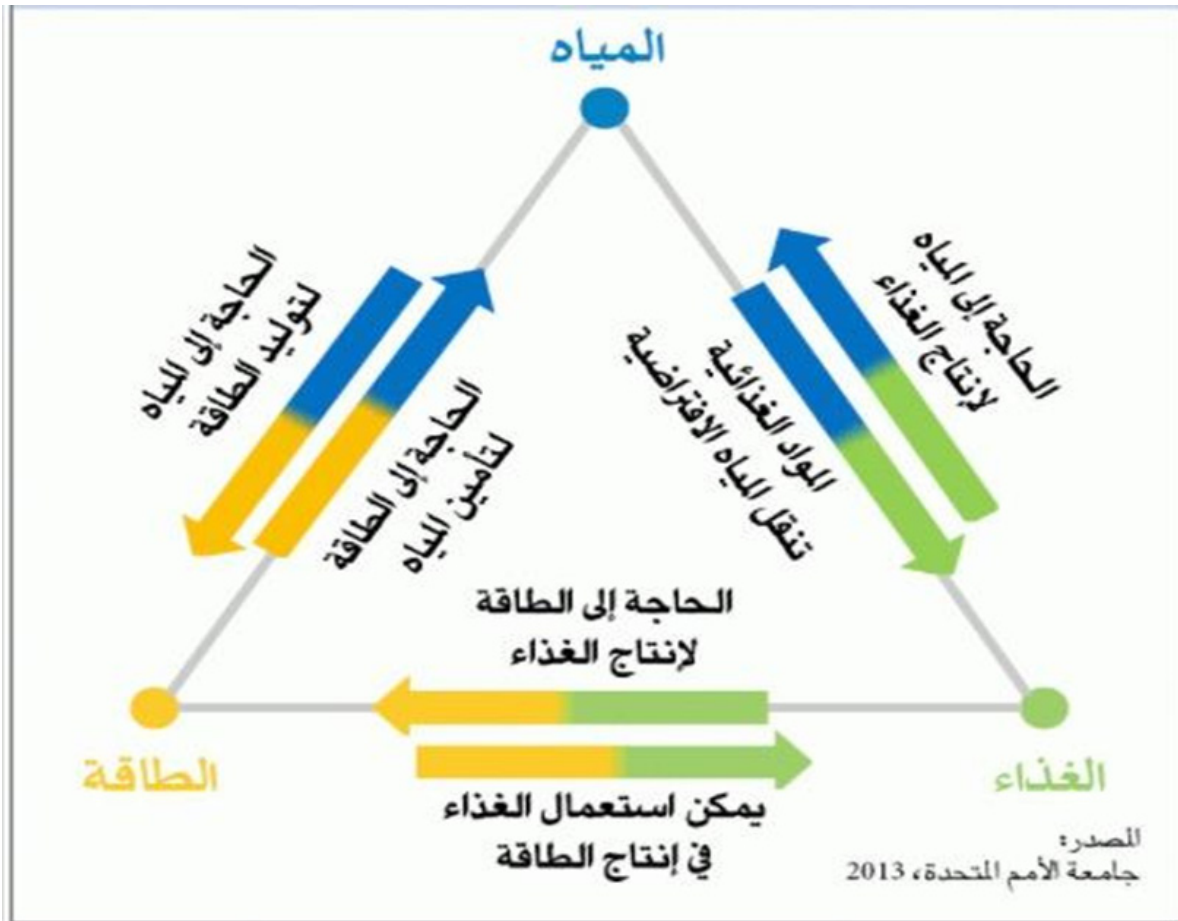 المياه
الحاجة إلى المياه
لتوليد الطاقة
الحاجة إلى الطاقة
لتأمين المياه
الحاجة إلى المياه
لإنتاج الغذاء
المواد الغذائية
تنقل المياه الافتراضية
الحاجة إلى الطاقة
لإنتاج الغذاء
الطاقة
الغذاء
يمكن استعمال الغذاء
في إنتاج الطاقة
المصدر:
جامعة الأمم المتحدة، 2013